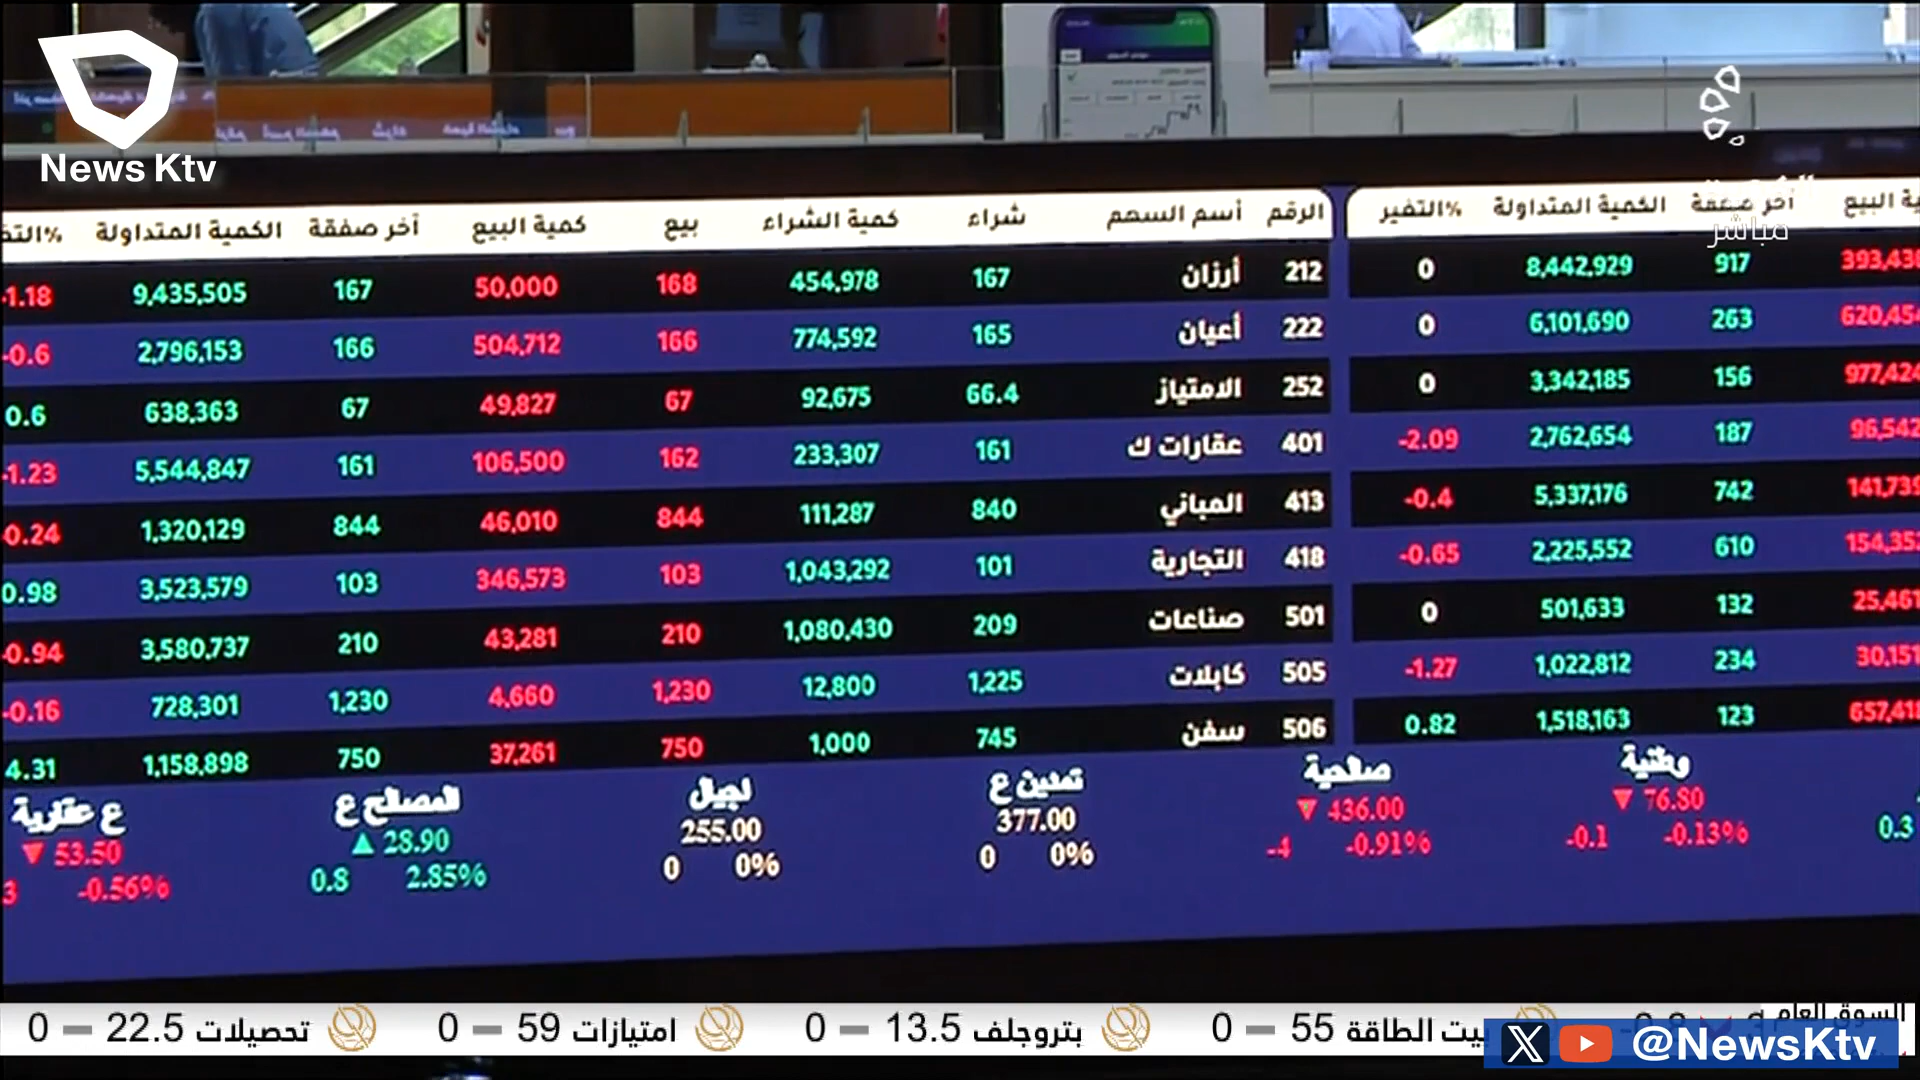 News Ktv
مباشر
الرقم أسم السهم شراء كمية الشراء بيع كمية البيع آخر صفقة الكمية المتداولة
212 أرزان 167 454,978 168 50,000 167 9,435,505 -1.18
222 أعيان 165 774,592 166 504,712 166 2,796,153 -0.6
252 الامتياز 66.4 92,675 67 49,827 67 638,363 0.6
401 عقارات ك 161 233,307 162 106,500 161 5,544,847 -1.23
413 المباني 840 111,287 844 46,010 844 1,320,129 -0.24
418 التجارية 101 1,043,292 103 346,573 103 3,523,579 0.98
501 صناعات 209 1,080,430 210 43,281 210 3,580,737 -0.94
505 كابلات 1,225 12,800 1,230 4,660 1,230 728,301 -0.16
506 سفن 745 1,000 750 37,261 750 1,158,898 4.31
آخر صفقة الكمية المتداولة التغير%
917 8,442,929 0
263 6,101,690 0
156 3,342,185 0
187 2,762,654 -2.09
742 5,337,176 -0.4
610 2,225,552 -0.65
132 501,633 0
234 1,022,812 -1.27
123 1,518,163 0.82
وطنية
▼ 76.80
-0.1 -0.13%
صالحية
▼ 436.00
-4 -0.91%
تمدين ع
377.00
0 0%
لجيال
255.00
0 0%
المصالح ع
▲ 28.90
0.8 2.85%
ع عقارية
▼ 53.50
-0.56%
السوق العام
بيت الطاقة 55 — 0
بتروجلف 13.5 — 0
امتيازات 59 — 0
تحصيلات 22.5 — 0
@NewsKtv